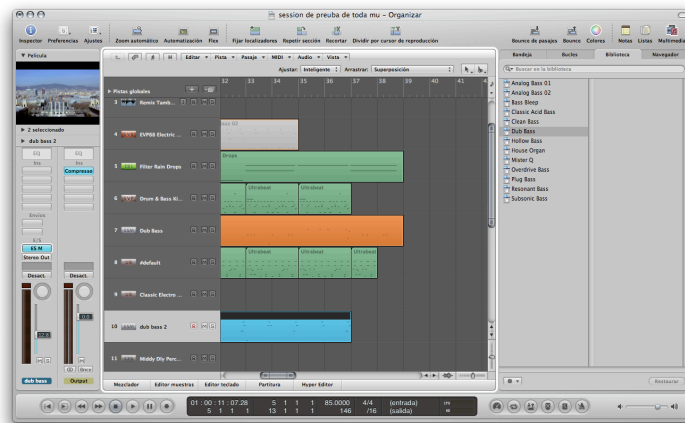 session de preuba de toda mu - Organizar
Inspector Preferencias Ajustes Zoom automático Automatización Flex Fijar localizadores Repetir sección Recortar Dividir por cursor de reproducción Bounce de pasajes Bounce Colores Notas Listas Multimedia
Película
Editar Pista Pasaje MIDI Audio Vista
Bandeja Bucles Biblioteca Navegador
Ajustar: Inteligente Arrastrar: Superposición
Buscar en la biblioteca
32 33 34 35 36 37 38 39 40 41
Pistas globales
3 Remix Tamb...
4 EVP88 Electric ...
5 Filter Rain Drops
Drops
6 Drum & Bass Ki...
Ultrabeat Ultrabeat
7 Dub Bass
8 #default
Ultrabeat Ultrabeat Ultrabeat
9 Classic Electro ...
10 dub bass 2 R M S
11 Middy Diy Perc...
2 seleccionado
dub bass 2
EQ EQ
Ins Ins
Compresso
Envíos
E/S
ES M
Stereo Out
Desact. Desact.
0,0
M S M
Bnce
dub bass Output
Analog Bass 01
Analog Bass 02
Bass Bleep
Classic Acid Bass
Clean Bass
Dub Bass
Hollow Bass
House Organ
Mister Q
Overdrive Bass
Plug Bass
Resonant Bass
Subsonic Bass
Restaurar
Mezclador Editor muestras Editor teclado Partitura Hyper Editor
01:00:11:07.28 5 1 1 1 85.0000 4/4 (entrada)
5 1 1 1 13 1 1 1 146 /16 (salida)